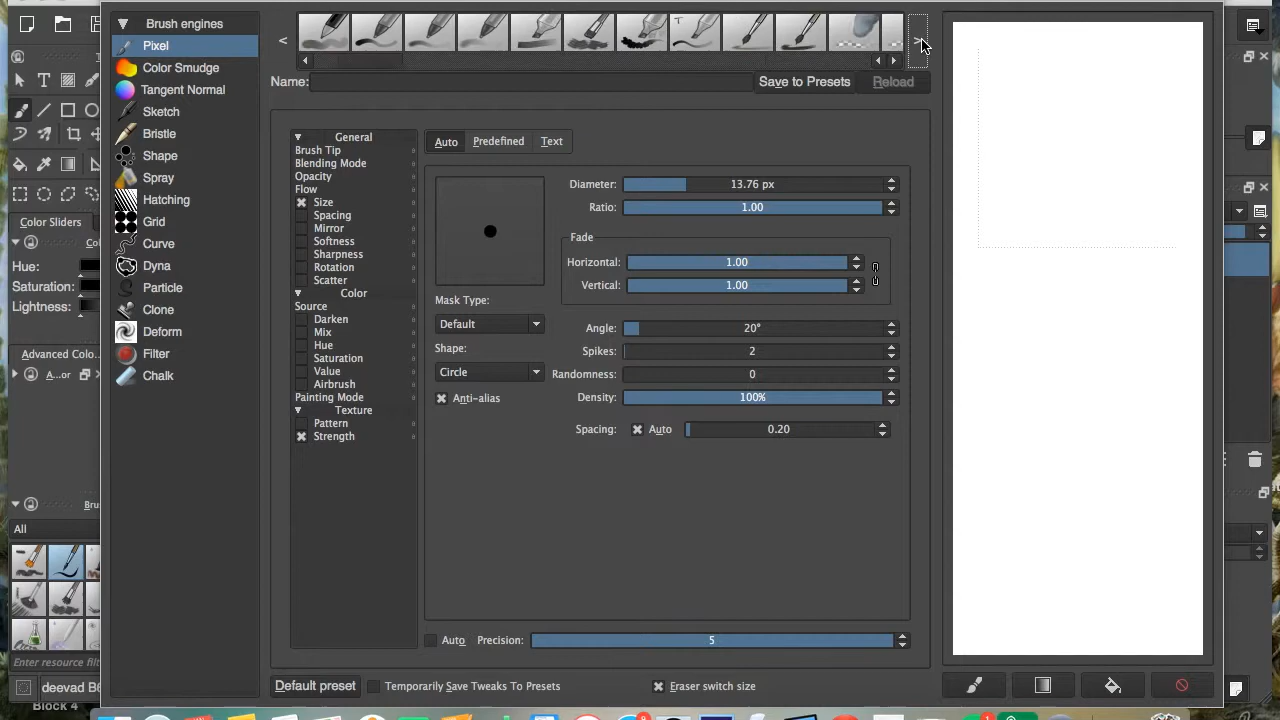 Brush engines
Pixel
Color Smudge
Tangent Normal
Sketch
Bristle
Shape
Spray
Hatching
Grid
Curve
Dyna
Particle
Clone
Deform
Filter
Chalk
<
>
Name:
Save to Presets
Reload
General
Brush Tip
Blending Mode
Opacity
Flow
Size
Spacing
Mirror
Softness
Sharpness
Rotation
Scatter
Color
Source
Darken
Mix
Hue
Saturation
Value
Airbrush
Painting Mode
Texture
Pattern
Strength
Auto Predefined Text
Diameter: 13.76 px
Ratio: 1.00
Fade
Horizontal: 1.00
Vertical: 1.00
Mask Type:
Default
Shape:
Circle
Anti-alias
Angle: 20°
Spikes: 2
Randomness: 0
Density: 100%
Spacing: Auto 0.20
Auto Precision: 5
Default preset
Temporarily Save Tweaks To Presets
Eraser switch size
Color Sliders
Hue:
Saturation:
Lightness:
Advanced Colo...
A...or
All
Enter resource filt
deevad B6
Block 4